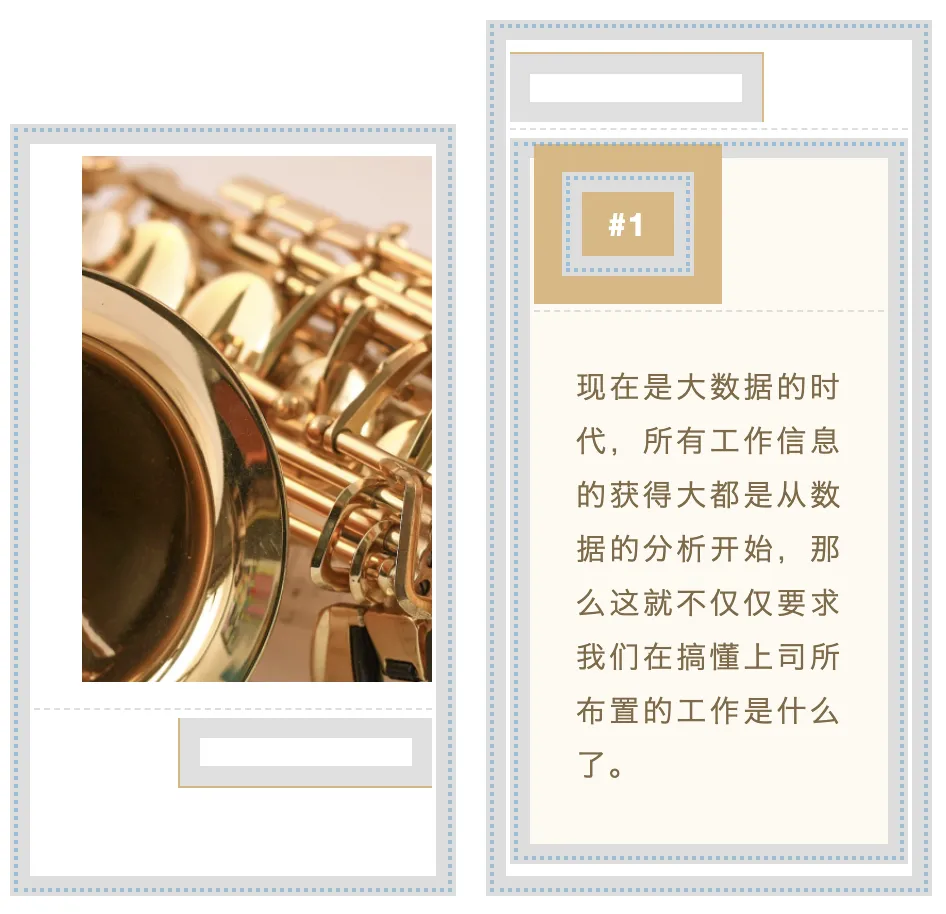 #1
现在是大数据的时
代，所有工作信息
的获得大都是从数
据的分析开始，那
么这就不仅仅要求
我们在搞懂上司所
布置的工作是什么
了。